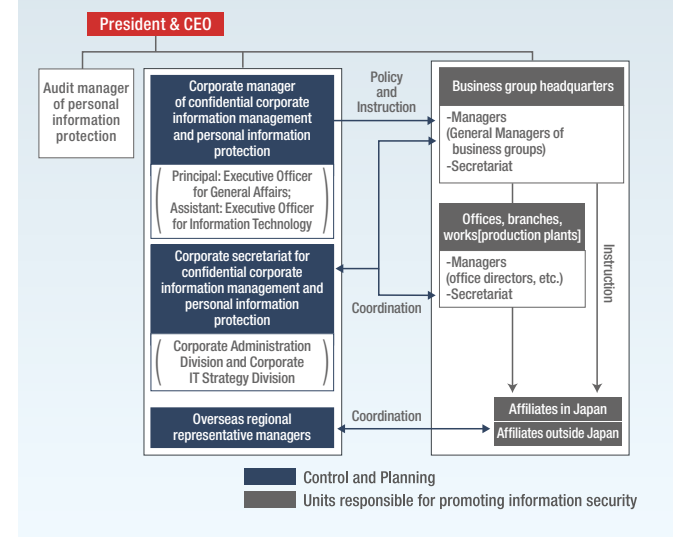 President & CEO
Audit manager
of personal
information
protection
Corporate manager
of confidential corporate
information management
and personal information
protection
Principal: Executive Officer
for General Affairs;
Assistant: Executive Officer
for Information Technology
Corporate secretariat for
confidential corporate
information management and
personal information
protection
Corporate Administration
Division and Corporate
IT Strategy Division
Overseas regional
representative managers
Policy
and
Instruction
Coordination
Coordination
Business group headquarters
-Managers
(General Managers of
business groups)
-Secretariat
Offices, branches,
works[production plants]
-Managers
(office directors, etc.)
-Secretariat
Instruction
Affiliates in Japan
Affiliates outside Japan
Control and Planning
Units responsible for promoting information security